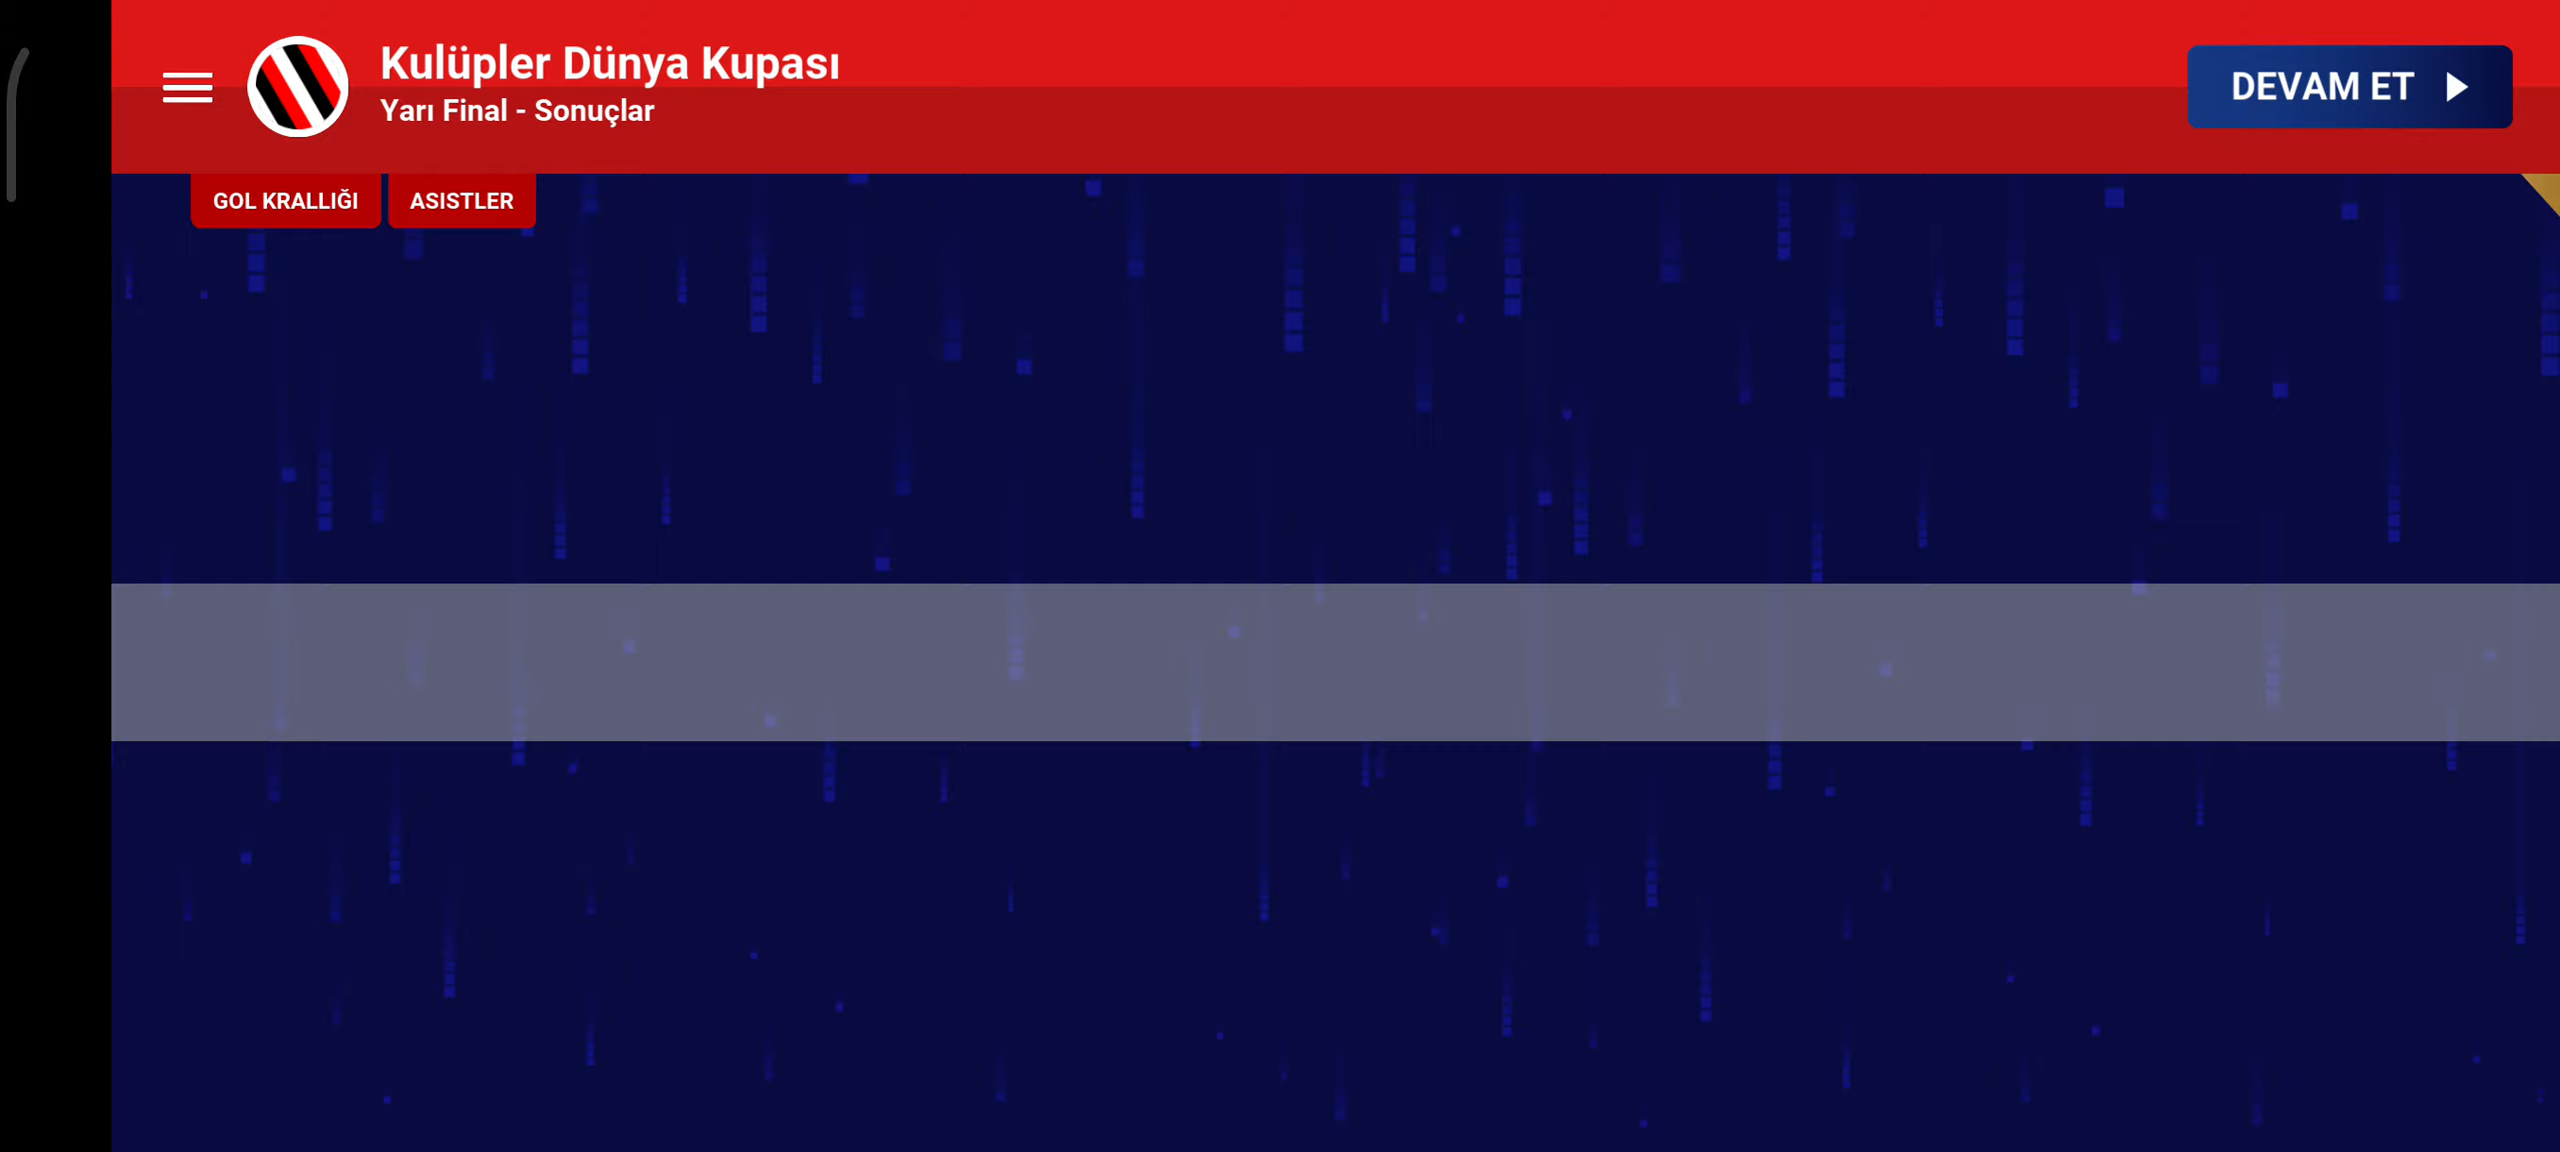 Kulüpler Dünya Kupası
Yarı Final - Sonuçlar
DEVAM ET
GOL KRALLIĞI
ASISTLER